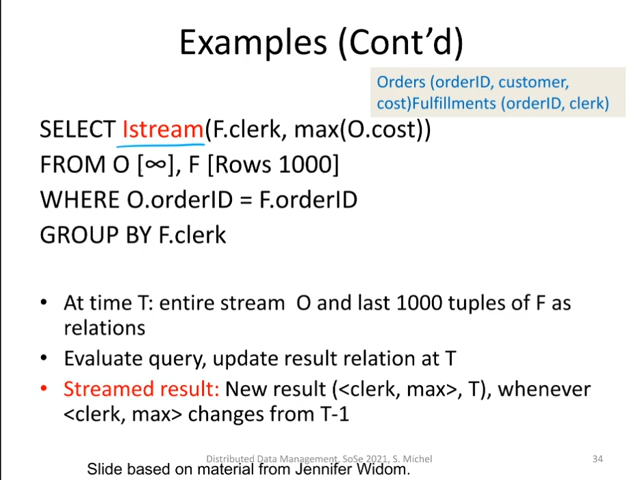 Examples (Cont’d)
Orders (orderID, customer,
cost)Fulfillments (orderID, clerk)
SELECT Istream(F.clerk, max(O.cost))
FROM O [∞], F [Rows 1000]
WHERE O.orderID = F.orderID
GROUP BY F.clerk
• At time T: entire stream O and last 1000 tuples of F as
relations
• Evaluate query, update result relation at T
• Streamed result: New result (<clerk, max>, T), whenever
<clerk, max> changes from T-1
Distributed Data Management, SoSe 2021, S. Michel
34
Slide based on material from Jennifer Widom.